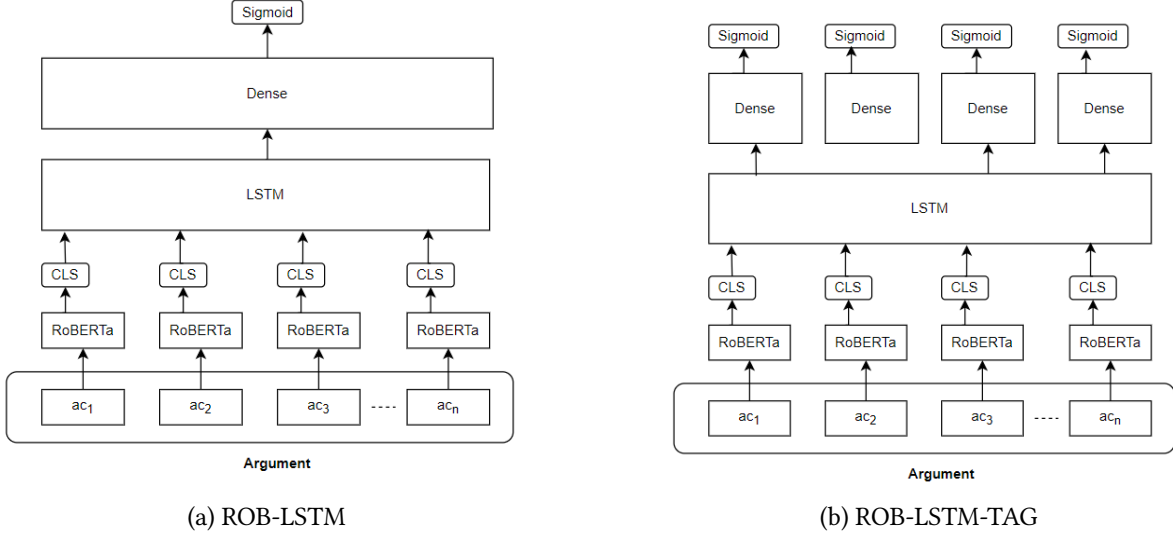 Sigmoid
Dense
LSTM
CLS CLS CLS CLS
RoBERTa RoBERTa RoBERTa RoBERTa
ac1 ac2 ac3 ---- acn
Argument
(a) ROB-LSTM
Sigmoid Sigmoid Sigmoid Sigmoid
Dense Dense Dense Dense
LSTM
CLS CLS CLS CLS
RoBERTa RoBERTa RoBERTa RoBERTa
ac1 ac2 ac3 ---- acn
Argument
(b) ROB-LSTM-TAG